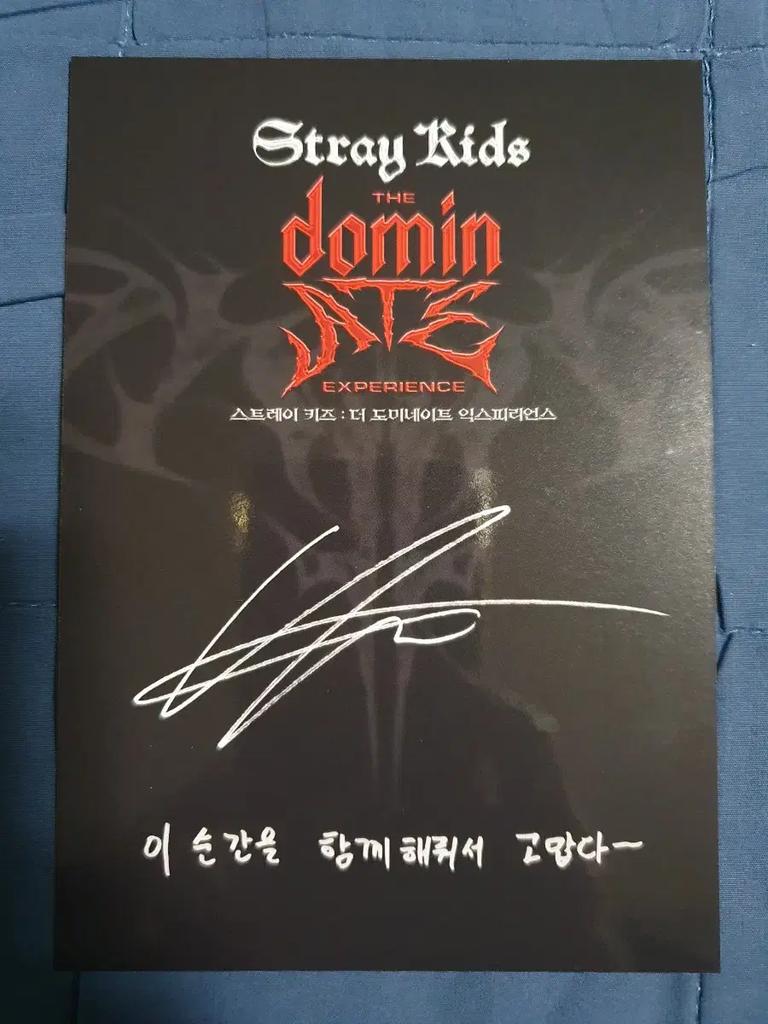 Stray Kids
THE
domin
ATE
EXPERIENCE
스트레이 키즈 : 더 도미네이트 익스피리언스
이 순간을 함께해줘서 고맙다~